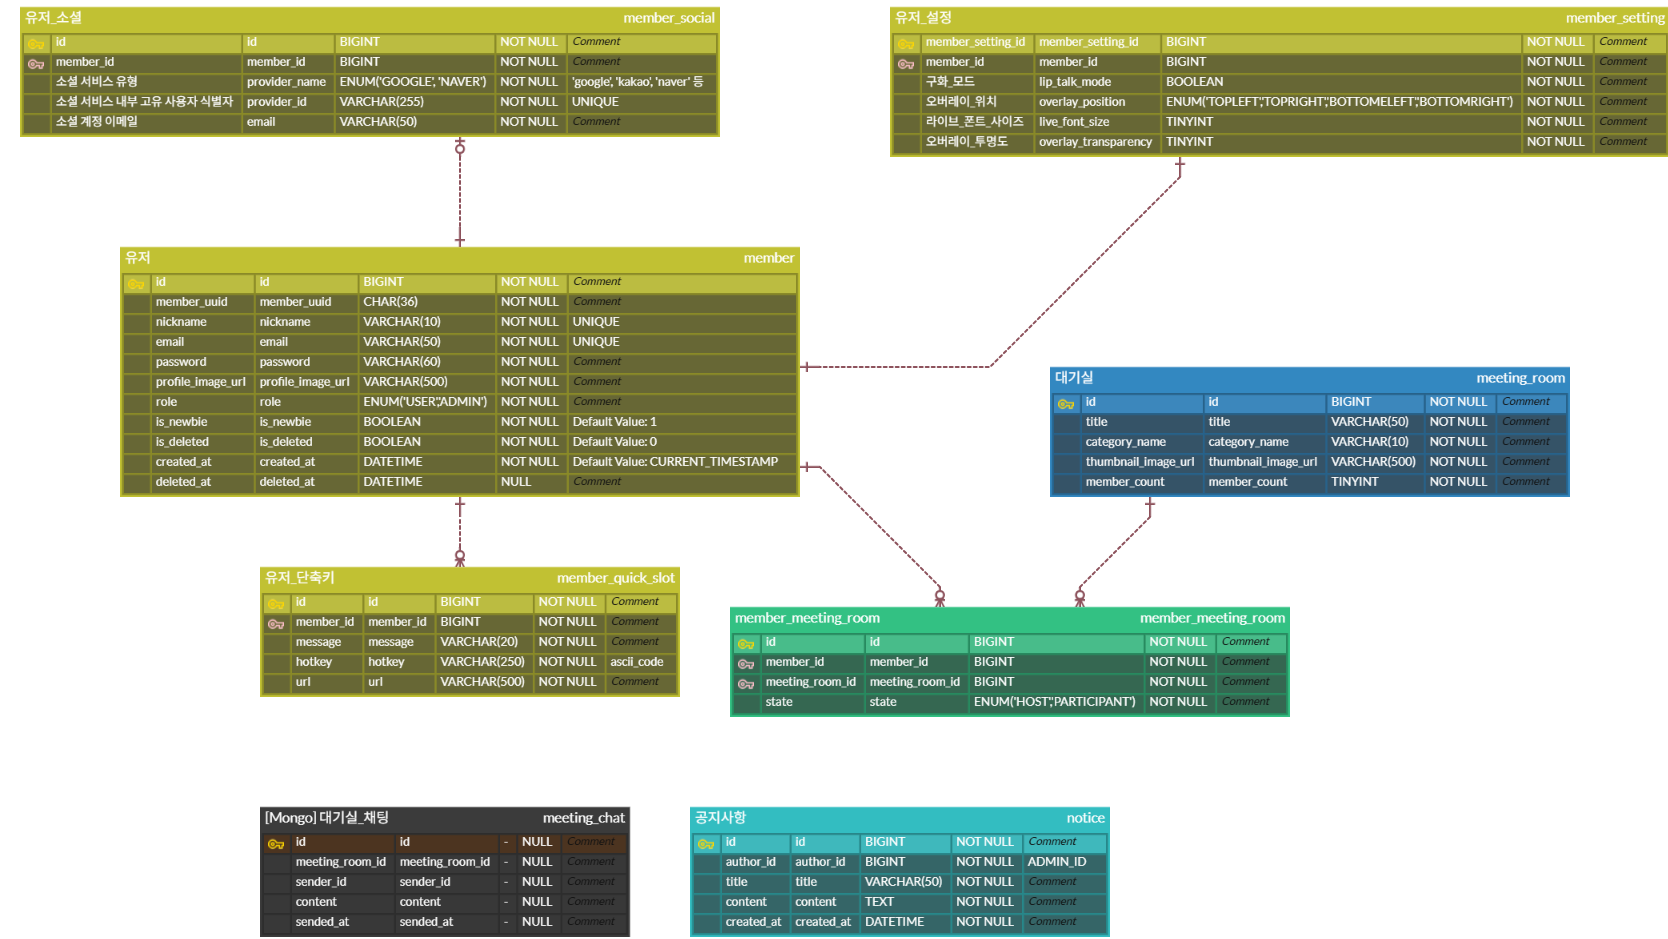 유저_소셜 member_social
id id BIGINT NOT NULL Comment
member_id member_id BIGINT NOT NULL Comment
소셜 서비스 유형 provider_name ENUM('GOOGLE', 'NAVER') NOT NULL 'google', 'kakao', 'naver' 등
소셜 서비스 내부 고유 사용자 식별자 provider_id VARCHAR(255) NOT NULL UNIQUE
소셜 계정 이메일 email VARCHAR(50) NOT NULL Comment
유저_설정 member_setting
member_setting_id member_setting_id BIGINT NOT NULL Comment
member_id member_id BIGINT NOT NULL Comment
구화_모드 lip_talk_mode BOOLEAN NOT NULL Comment
오버레이_위치 overlay_position ENUM('TOPLEFT','TOPRIGHT','BOTTOMELEFT','BOTTOMRIGHT') NOT NULL Comment
라이브_폰트_사이즈 live_font_size TINYINT NOT NULL Comment
오버레이_투명도 overlay_transparency TINYINT NOT NULL Comment
유저 member
id id BIGINT NOT NULL Comment
member_uuid member_uuid CHAR(36) NOT NULL Comment
nickname nickname VARCHAR(10) NOT NULL UNIQUE
email email VARCHAR(50) NOT NULL UNIQUE
password password VARCHAR(60) NOT NULL Comment
profile_image_url profile_image_url VARCHAR(500) NOT NULL Comment
role role ENUM('USER','ADMIN') NOT NULL Comment
is_newbie is_newbie BOOLEAN NOT NULL Default Value: 1
is_deleted is_deleted BOOLEAN NOT NULL Default Value: 0
created_at created_at DATETIME NOT NULL Default Value: CURRENT_TIMESTAMP
deleted_at deleted_at DATETIME NULL Comment
대기실 meeting_room
id id BIGINT NOT NULL Comment
title title VARCHAR(50) NOT NULL Comment
category_name category_name VARCHAR(10) NOT NULL Comment
thumbnail_image_url thumbnail_image_url VARCHAR(500) NOT NULL Comment
member_count member_count TINYINT NOT NULL Comment
유저_단축키 member_quick_slot
id id BIGINT NOT NULL Comment
member_id member_id BIGINT NOT NULL Comment
message message VARCHAR(20) NOT NULL Comment
hotkey hotkey VARCHAR(250) NOT NULL ascii_code
url url VARCHAR(500) NOT NULL Comment
member_meeting_room member_meeting_room
id id BIGINT NOT NULL Comment
member_id member_id BIGINT NOT NULL Comment
meeting_room_id meeting_room_id BIGINT NOT NULL Comment
state state ENUM('HOST','PARTICIPANT') NOT NULL Comment
[Mongo] 대기실_채팅 meeting_chat
id id - NULL Comment
meeting_room_id meeting_room_id - NULL Comment
sender_id sender_id - NULL Comment
content content - NULL Comment
sended_at sended_at - NULL Comment
공지사항 notice
id id BIGINT NOT NULL Comment
author_id author_id BIGINT NOT NULL ADMIN_ID
title title VARCHAR(50) NOT NULL Comment
content content TEXT NOT NULL Comment
created_at created_at DATETIME NOT NULL Comment